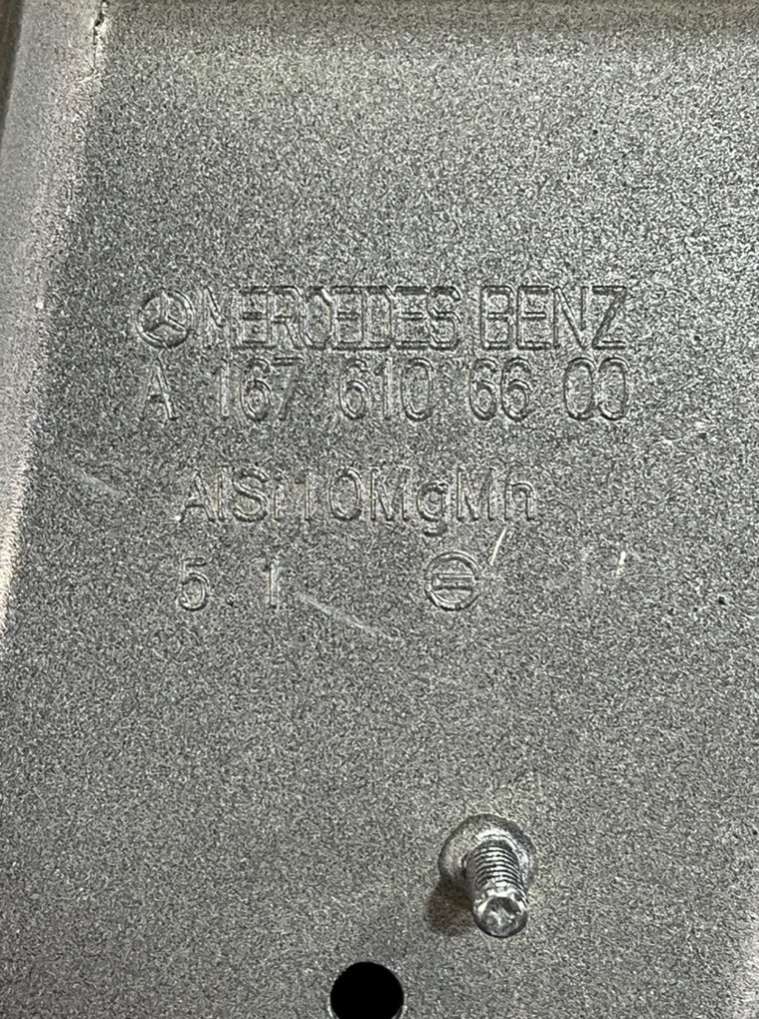 MERCEDES BENZ
A 167 610 66 00
AlSi10MgMn
5.1